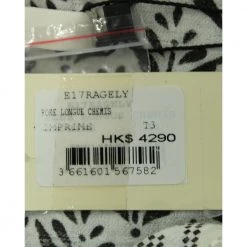 E17RAGELY
ROBE LONGUE CHEMIS
IMPRIME T3
HK$ 4290
3 661601 567582